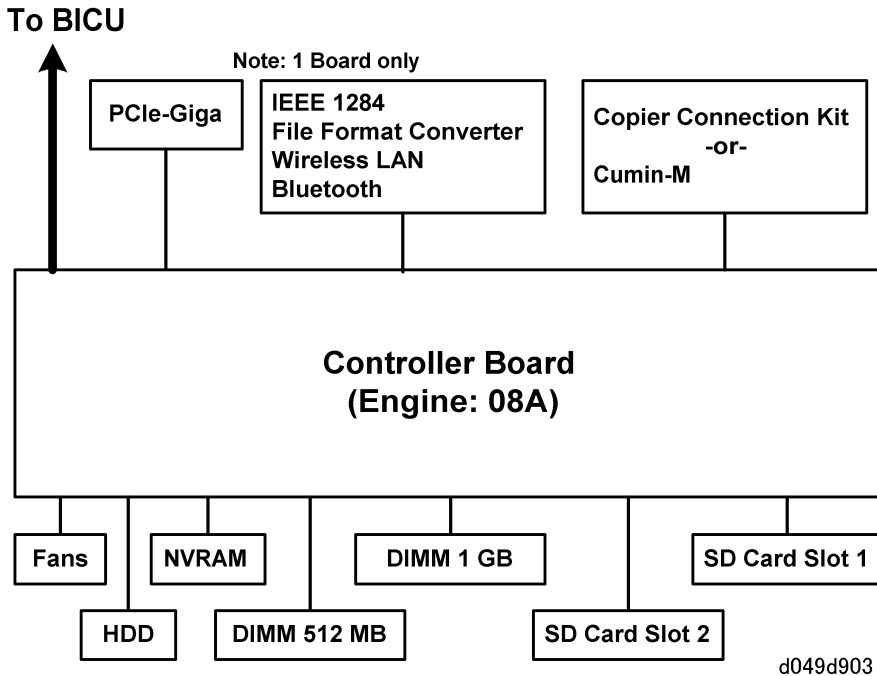 To BICU
Note: 1 Board only
PCIe-Giga
IEEE 1284
File Format Converter
Wireless LAN
Bluetooth
Copier Connection Kit
-or-
Cumin-M
Controller Board
(Engine: 08A)
Fans
NVRAM
DIMM 1 GB
SD Card Slot 1
HDD
DIMM 512 MB
SD Card Slot 2
d049d903